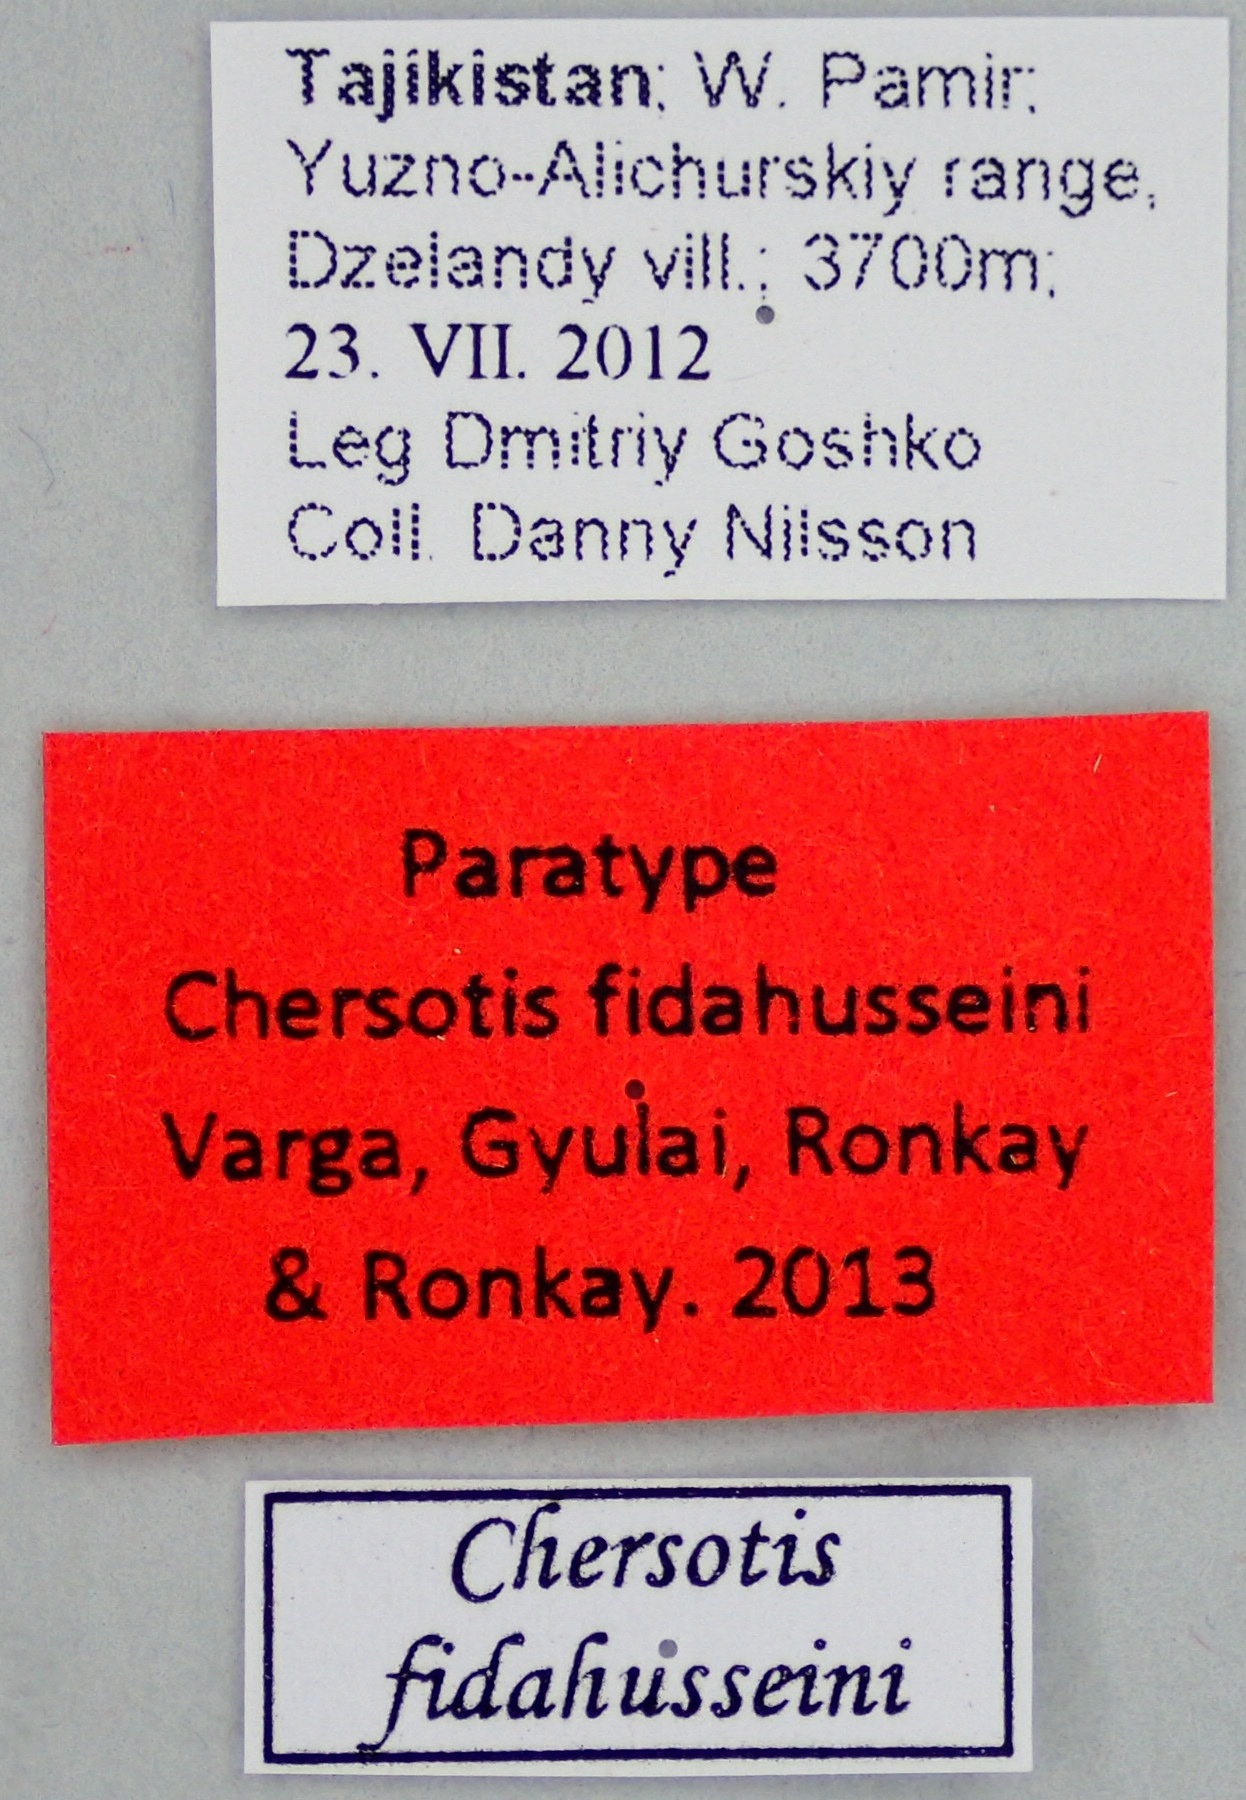 Tajikistan; W. Pamir;
Yuzno-Alichurskiy range,
Dzelandy vill.; 3700m;
23. VII. 2012
Leg Dmitriy Goshko
Coll. Danny Nilsson
Paratype
Chersotis fidahusseini
Varga, Gyulai, Ronkay
& Ronkay. 2013
Chersotis
fidahusseini